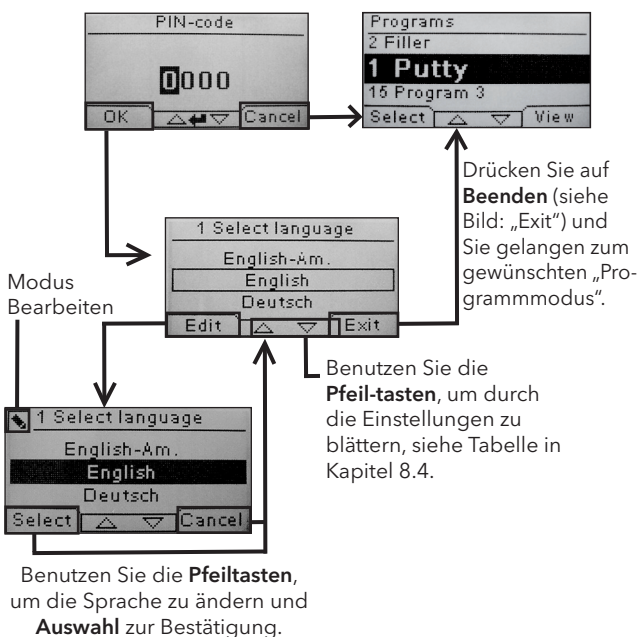 PIN-code
0000
OK
Cancel
Programs
2 Filler
1 Putty
15 Program 3
Select
View
Drücken Sie auf
Beenden (siehe
Bild: „Exit“) und
Sie gelangen zum
gewünschten „Pro-
grammmodus“.
1 Select language
English-Am.
English
Deutsch
Edit
Exit
Modus
Bearbeiten
Benutzen Sie die
Pfeil-tasten, um durch
die Einstellungen zu
blättern, siehe Tabelle in
Kapitel 8.4.
1 Select language
English-Am.
English
Deutsch
Select
Cancel
Benutzen Sie die Pfeiltasten,
um die Sprache zu ändern und
Auswahl zur Bestätigung.